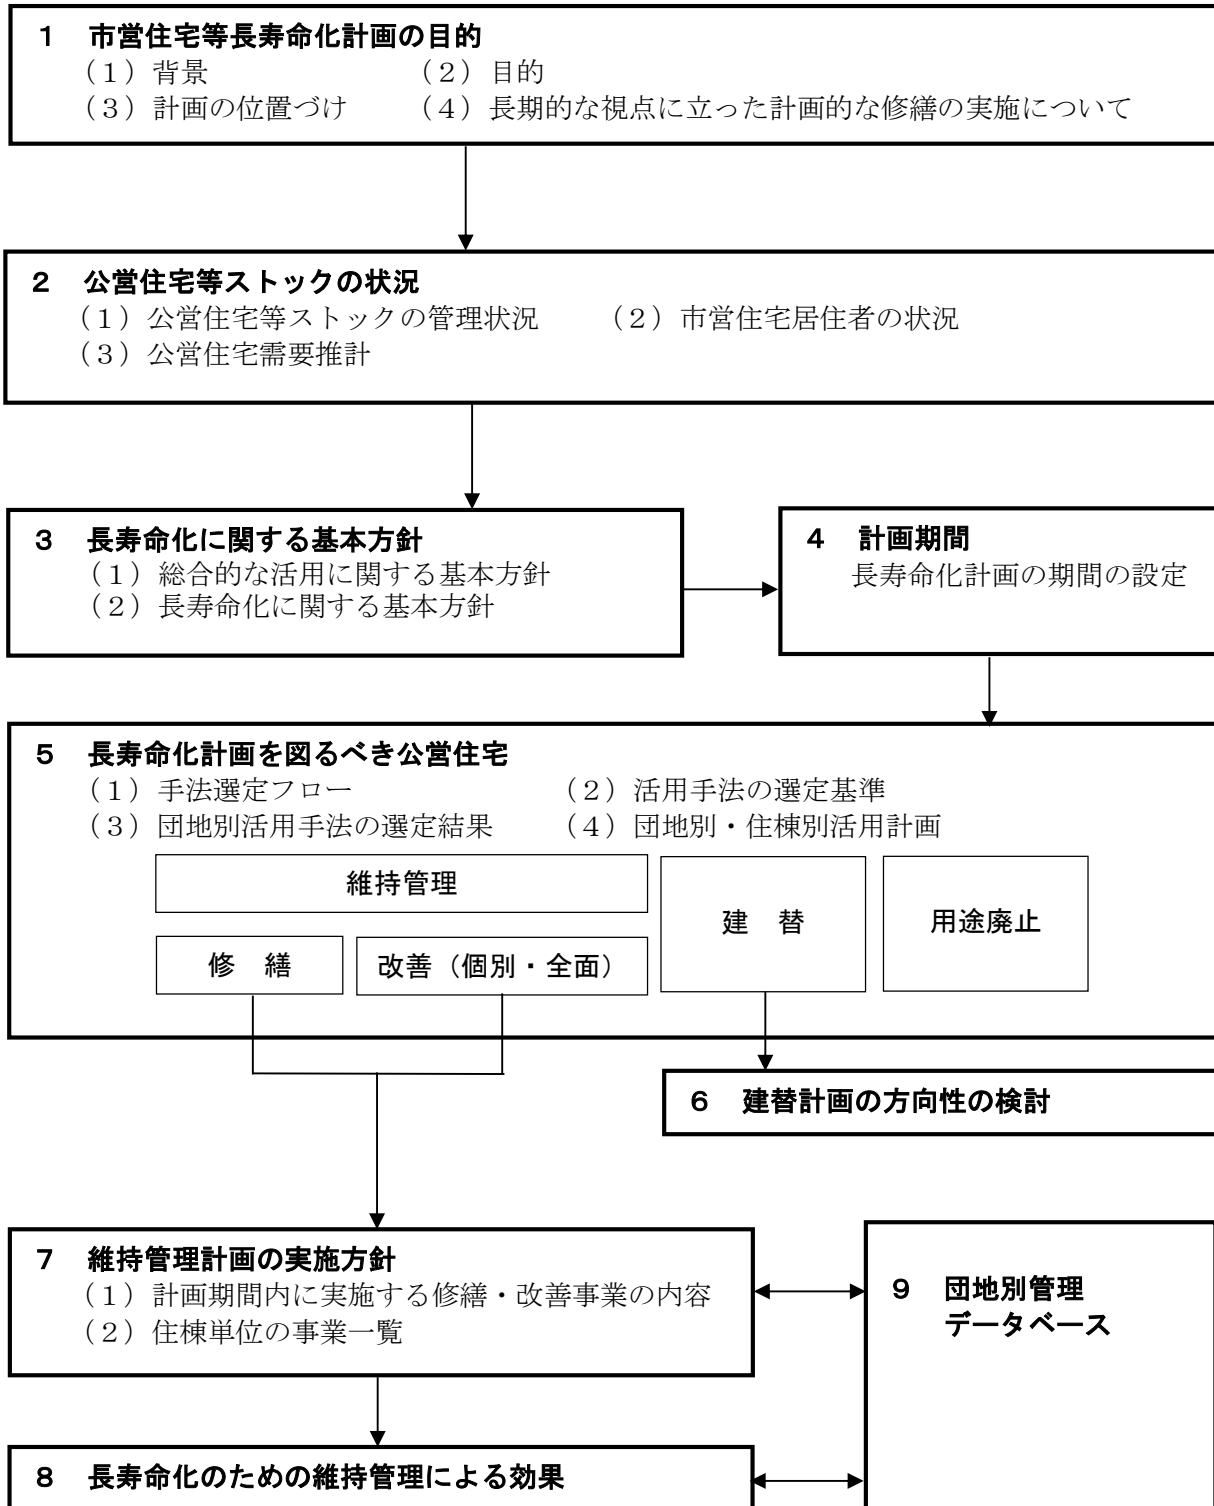 １　市営住宅等長寿命化計画の目的
（１）背景　（２）目的
（３）計画の位置づけ　（４）長期的な視点に立った計画的な修繕の実施について
２　公営住宅等ストックの状況
（１）公営住宅等ストックの管理状況　（２）市営住宅居住者の状況
（３）公営住宅需要推計
３　長寿命化に関する基本方針
（１）総合的な活用に関する基本方針
（２）長寿命化に関する基本方針
４　計画期間
長寿命化計画の期間の設定
５　長寿命化計画を図るべき公営住宅
（１）手法選定フロー　（２）活用手法の選定基準
（３）団地別活用手法の選定結果　（４）団地別・住棟別活用計画
維持管理
修　繕
改善（個別・全面）
建　替
用途廃止
６　建替計画の方向性の検討
７　維持管理計画の実施方針
（１）計画期間内に実施する修繕・改善事業の内容
（２）住棟単位の事業一覧
８　長寿命化のための維持管理による効果
９　団地別管理
データベース